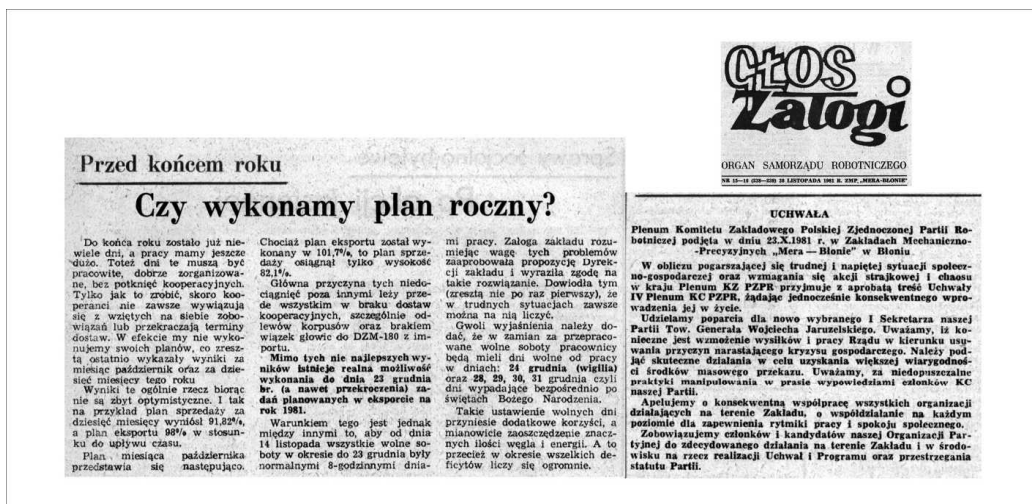 GŁOS
Załogi
ORGAN SAMORZĄDU ROBOTNICZEGO
NR 15—16 (328—329) 20 LISTOPADA 1981 R. ZMP „MERA-BŁONIE"
Przed końcem roku
Czy wykonamy plan roczny?
Do końca roku zostało już nie-
wiele dni, a pracy mamy jeszcze
dużo. Toteż dni te muszą być
pracowite, dobrze zorganizowa-
ne, bez potknięć kooperacyjnych.
Tylko jak to zrobić, skoro koo-
peranci nie zawsze wywiązują
się z wziętych na siebie zobo-
wiązań lub przekraczają terminy
dostaw. W efekcie my nie wyko-
nujemy swoich planów, co zresz-
tą ostatnio wykazały wyniki za
miesiąc październik oraz za dzie-
sięć miesięcy tego roku
Wyniki te ogólnie rzecz biorąc
nie są zbyt optymistyczne. I tak
na przykład plan sprzedaży za
dziesięć miesięcy wyniósł 91,82%,
a plan eksportu 98% w stosun-
ku do upływu czasu.
Plan miesiąca października
przedstawia się następująco.
Chociaż plan eksportu został wy-
konany w 101,7%, to plan sprze-
daży osiągnął tylko wysokość
82,1%.
Główna przyczyna tych niedo-
ciągnięć poza innymi leży prze-
de wszystkim w braku dostaw
kooperacyjnych, szczególnie od-
lewów korpusów oraz brakiem
wiązek głowic do DZM-180 z im-
portu.
Mimo tych nie najlepszych wy-
ników istnieje realna możliwość
wykonania do dnia 23 grudnia
br. (a nawet przekroczenia) za-
dań planowanych w eksporcie na
rok 1981.
Warunkiem tego jest jednak
między innymi to, aby od dnia
14 listopada wszystkie wolne so-
boty w okresie do 23 grudnia były
normalnymi 8-godzinnymi dnia-
mi pracy. Załoga zakładu rozu-
miejąc wagę tych problemów
zaaprobowała propozycję Dyrek-
cji zakładu i wyraziła zgodę na
takie rozwiązanie. Dowiodła tym
(zresztą nie po raz pierwszy), że
w trudnych sytuacjach zawsze
można na nią liczyć.
Gwoli wyjaśnienia należy do-
dać, że w zamian za przepraco-
wane wolne soboty pracownicy
będą mieli dni wolne od pracy
w dniach: 24 grudnia (wigilia)
oraz 28, 29, 30, 31 grudnia czyli
dni wypadające bezpośrednio po
świętach Bożego Narodzenia.
Takie ustawienie wolnych dni
przyniesie dodatkowe korzyści, a
mianowicie zaoszczędzenie znacz-
nych ilości węgla i energii. A to
przecież w okresie wszelkich de-
ficytów liczy się ogromnie.
UCHWAŁA
Plenum Komitetu Zakładowego Polskiej Zjednoczonej Partii Ro-
botniczej podjęta w dniu 23.X.1981 r. w Zakładach Mechaniczno-
-Precyzyjnych „Mera — Błonie" w Błoniu
W obliczu pogarszającej się trudnej i napiętej sytuacji społecz-
no-gospodarczej oraz wzmagania się akcji strajkowej i chaosu
w kraju Plenum KZ PZPR przyjmuje z aprobatą treść Uchwały
IV Plenum KC PZPR, żądając jednocześnie konsekwentnego wpro-
wadzenia jej w życie.
Udzielamy poparcia dla nowo wybranego I Sekretarza naszej
Partii Tow. Generała Wojciecha Jaruzelskiego. Uważamy, iż ko-
nieczne jest wzmożenie wysiłków i pracy Rządu w kierunku usu-
wania przyczyn narastającego kryzysu gospodarczego. Należy pod-
jąć skuteczne działania w celu uzyskania większej wiarygodnoś-
ci środków masowego przekazu. Uważamy, za niedopuszczalne
praktyki manipulowania w prasie wypowiedziami członków KC
naszej Partii.
Apelujemy o konsekwentną współpracę wszystkich organizacji
działających na terenie Zakładu, o współdziałanie na każdym
poziomie dla zapewnienia rytmiki pracy i spokoju społecznego.
Zobowiązujemy członków i kandydatów naszej Organizacji Par-
tyjnej do zdecydowanego działania na terenie Zakładu i w środo-
wisku na rzecz realizacji Uchwał i Programu oraz przestrzegania
statutu Partii.